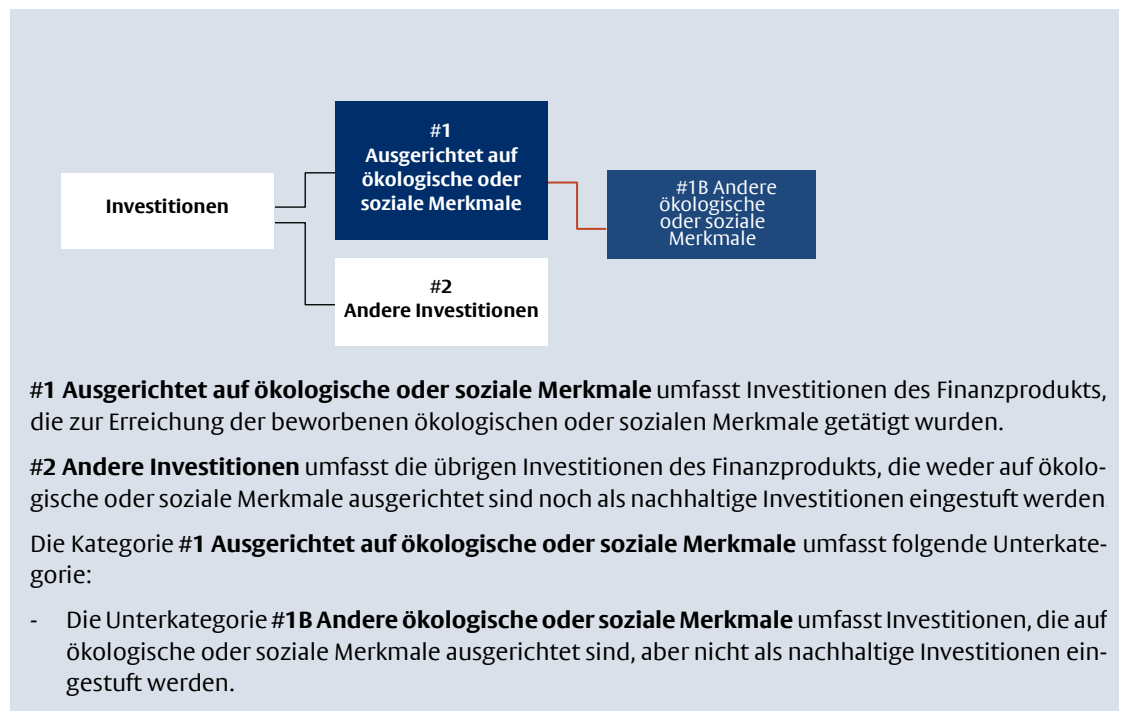 #1
Ausgerichtet auf
ökologische oder
soziale Merkmale
Investitionen
#1B Andere
ökologische
oder soziale
Merkmale
#2
Andere Investitionen
#1 Ausgerichtet auf ökologische oder soziale Merkmale umfasst Investitionen des Finanzprodukts,
die zur Erreichung der beworbenen ökologischen oder sozialen Merkmale getätigt wurden.
#2 Andere Investitionen umfasst die übrigen Investitionen des Finanzprodukts, die weder auf ökolo-
gische oder soziale Merkmale ausgerichtet sind noch als nachhaltige Investitionen eingestuft werden.
Die Kategorie #1 Ausgerichtet auf ökologische oder soziale Merkmale umfasst folgende Unterkate-
gorie:
- Die Unterkategorie #1B Andere ökologische oder soziale Merkmale umfasst Investitionen, die auf
ökologische oder soziale Merkmale ausgerichtet sind, aber nicht als nachhaltige Investitionen ein-
gestuft werden.